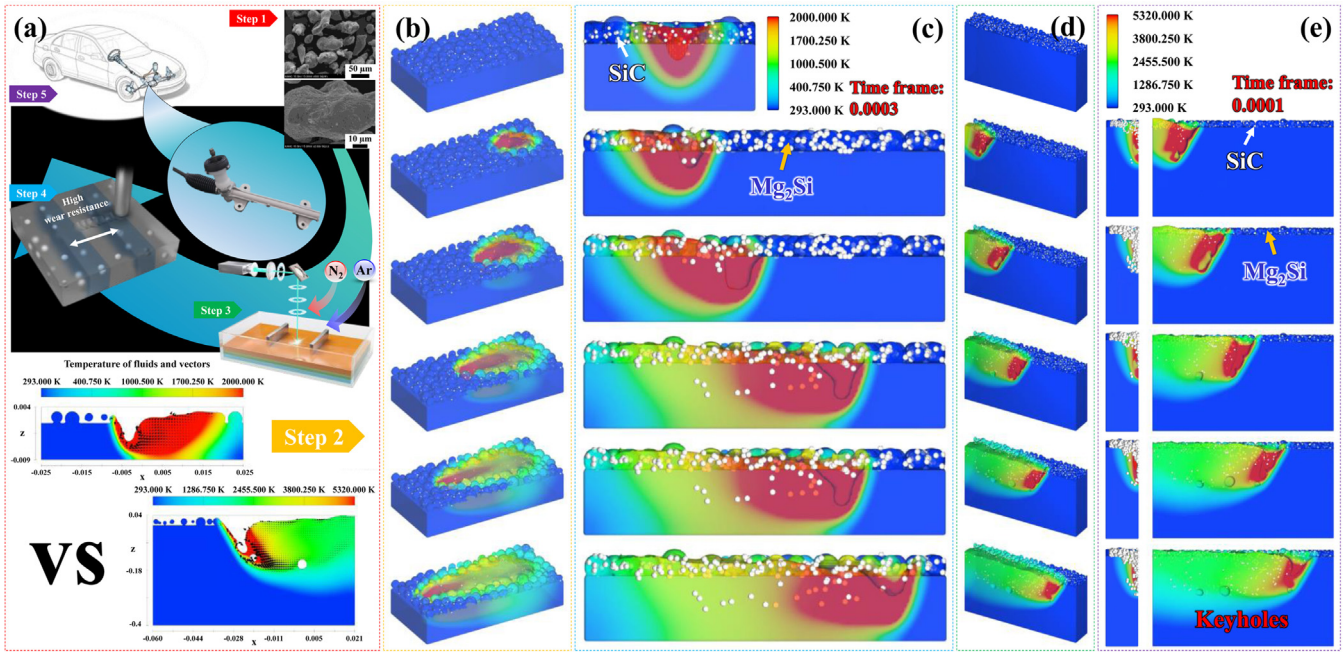 (a)
Step 1
50 μm
10 μm
Step 5
Step 4
High
wear resistance
N2
Ar
Step 3
Temperature of fluids and vectors
293.000 K 400.750 K 1000.500 K 1700.250 K 2000.000 K
0.004
z
-0.009
-0.025 -0.015 -0.005 0.005 0.015 0.025
x
Step 2
293.000 K 1286.750 K 2455.500 K 3800.250 K 5320.000 K
0.04
z
-0.18
-0.4
-0.060 -0.044 -0.028 -0.011 0.005 0.021
x
VS
(b)
(c)
SiC
2000.000 K
1700.250 K
1000.500 K
400.750 K
293.000 K
Time frame:
0.0003
Mg2Si
(d)
(e)
5320.000 K
3800.250 K
2455.500 K
1286.750 K
293.000 K
Time frame:
0.0001
SiC
Mg2Si
Keyholes